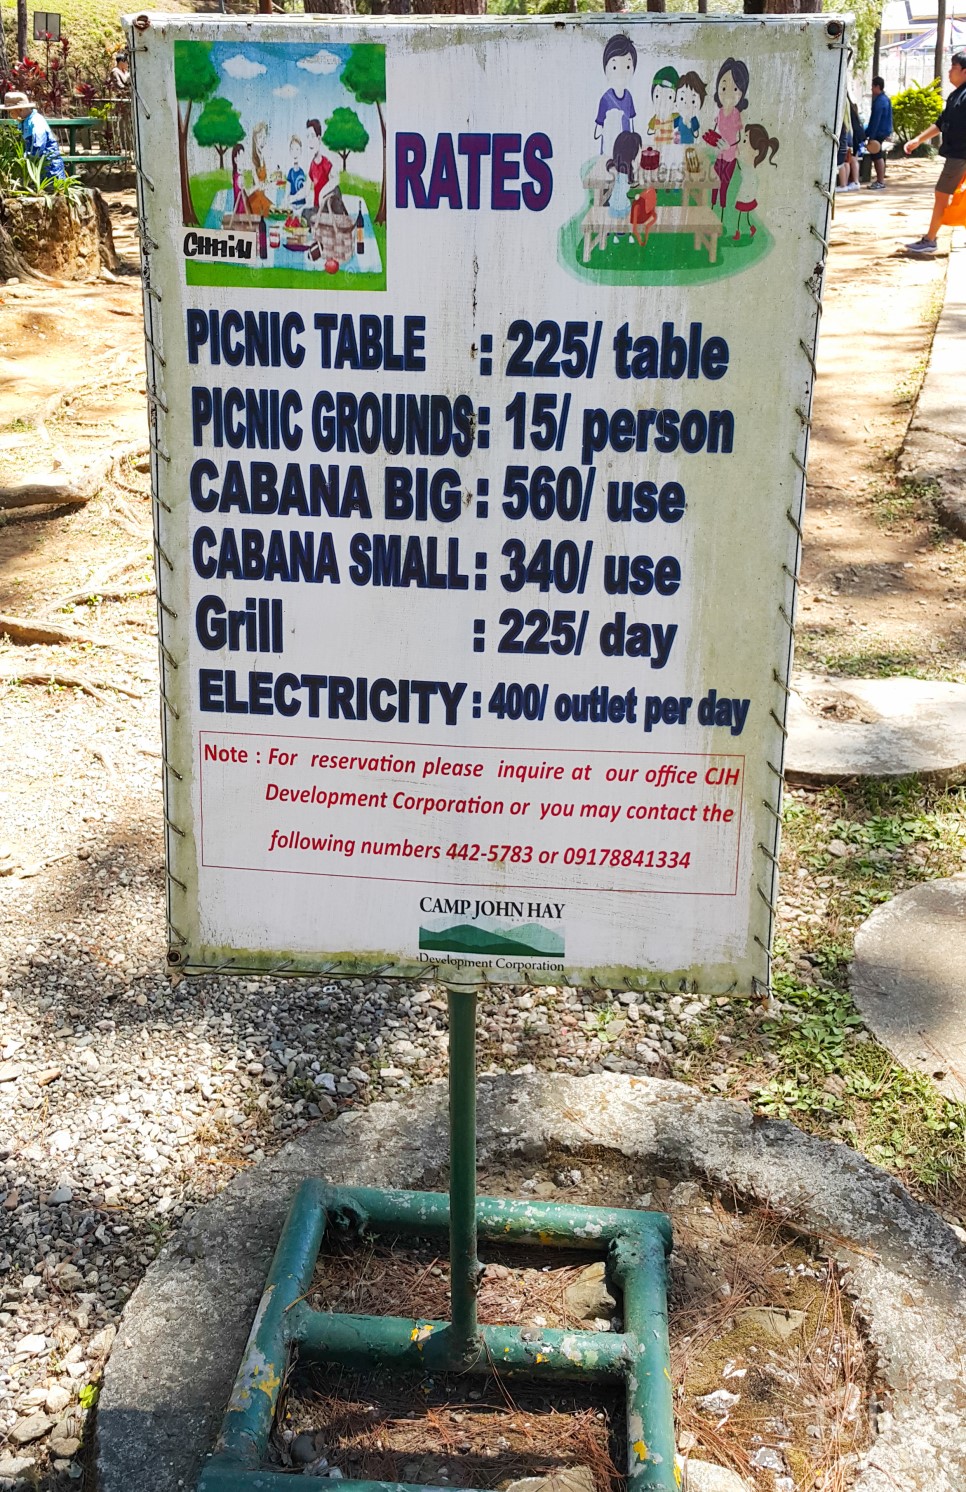 RATES
PICNIC TABLE : 225/ table
PICNIC GROUNDS: 15/ person
CABANA BIG : 560/ use
CABANA SMALL : 340/ use
Grill : 225/ day
ELECTRICITY : 400/ outlet per day
Note : For reservation please inquire at our office CJH
Development Corporation or you may contact the
following numbers 442-5783 or 09178841334
CAMP JOHN HAY
Development Corporation